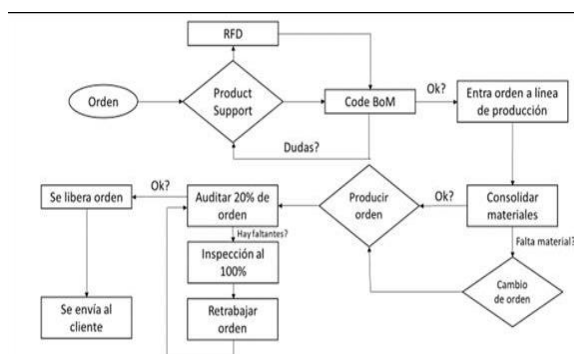 RFD
Orden
Product
Support
Code BoM
Ok?
Entra orden a línea
de producción
Dudas?
Se libera orden
Ok?
Auditar 20% de
orden
Producir
orden
Ok?
Consolidar
materiales
Hay faltantes?
Falta material?
Inspección al
100%
Cambio
de orden
Se envía al
cliente
Retrabajar
orden